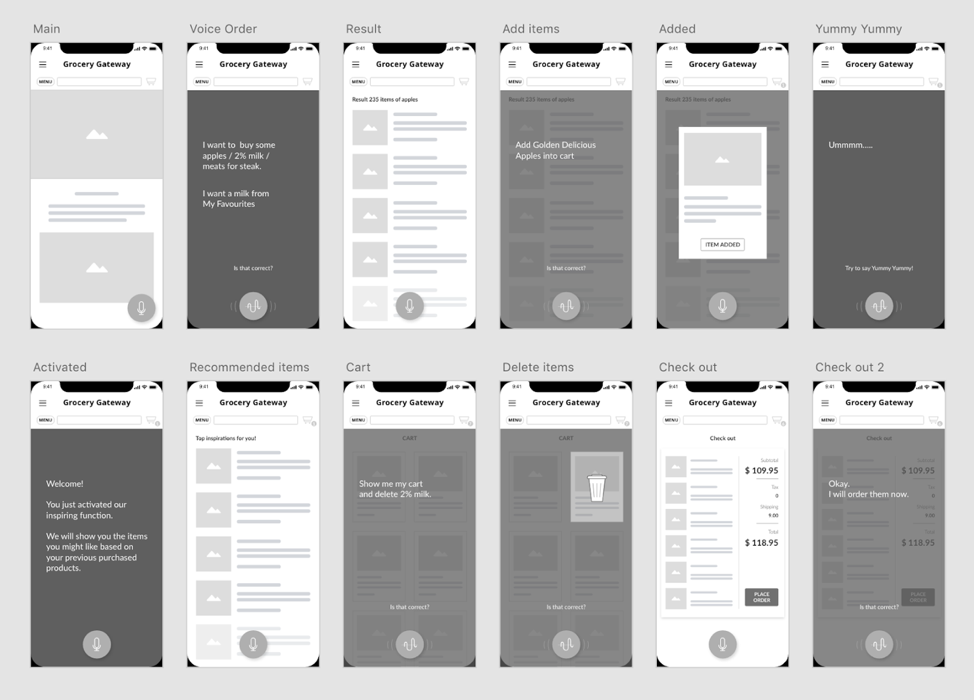 Main
Voice Order
Result
Add items
Added
Yummy Yummy
9:41
Grocery Gateway
MENU
9:41
Grocery Gateway
MENU
I want to buy some
apples / 2% milk /
meats for steak.
I want a milk from
My Favourites
Is that correct?
9:41
Grocery Gateway
MENU
Result 235 items of apples
9:41
Grocery Gateway
MENU
Result 235 items of apples
Add Golden Delicious
Apples into cart
Is that correct?
9:41
Grocery Gateway
MENU
Result 235 items of apples
ITEM ADDED
9:41
Grocery Gateway
MENU
Ummmm.....
Try to say Yummy Yummy!
Activated
Recommended items
Cart
Delete items
Check out
Check out 2
9:41
Grocery Gateway
MENU
Welcome!
You just activated our
inspiring function.
We will show you the items
you might like based on
your previous purchased
products.
9:41
Grocery Gateway
MENU
Tap inspirations for you!
9:41
Grocery Gateway
MENU
CART
Show me my cart
and delete 2% milk.
Is that correct?
9:41
Grocery Gateway
MENU
CART
Is that correct?
9:41
Grocery Gateway
MENU
Check out
Subtotal
$ 109.95
Tax
0
Shipping
9.00
Total
$ 118.95
PLACE
ORDER
9:41
Grocery Gateway
MENU
Check out
Subtotal
$ 109.95
Tax
0
Okay.
I will order them now.
Shipping
9.00
Total
$ 118.95
PLACE
ORDER
Is that correct?